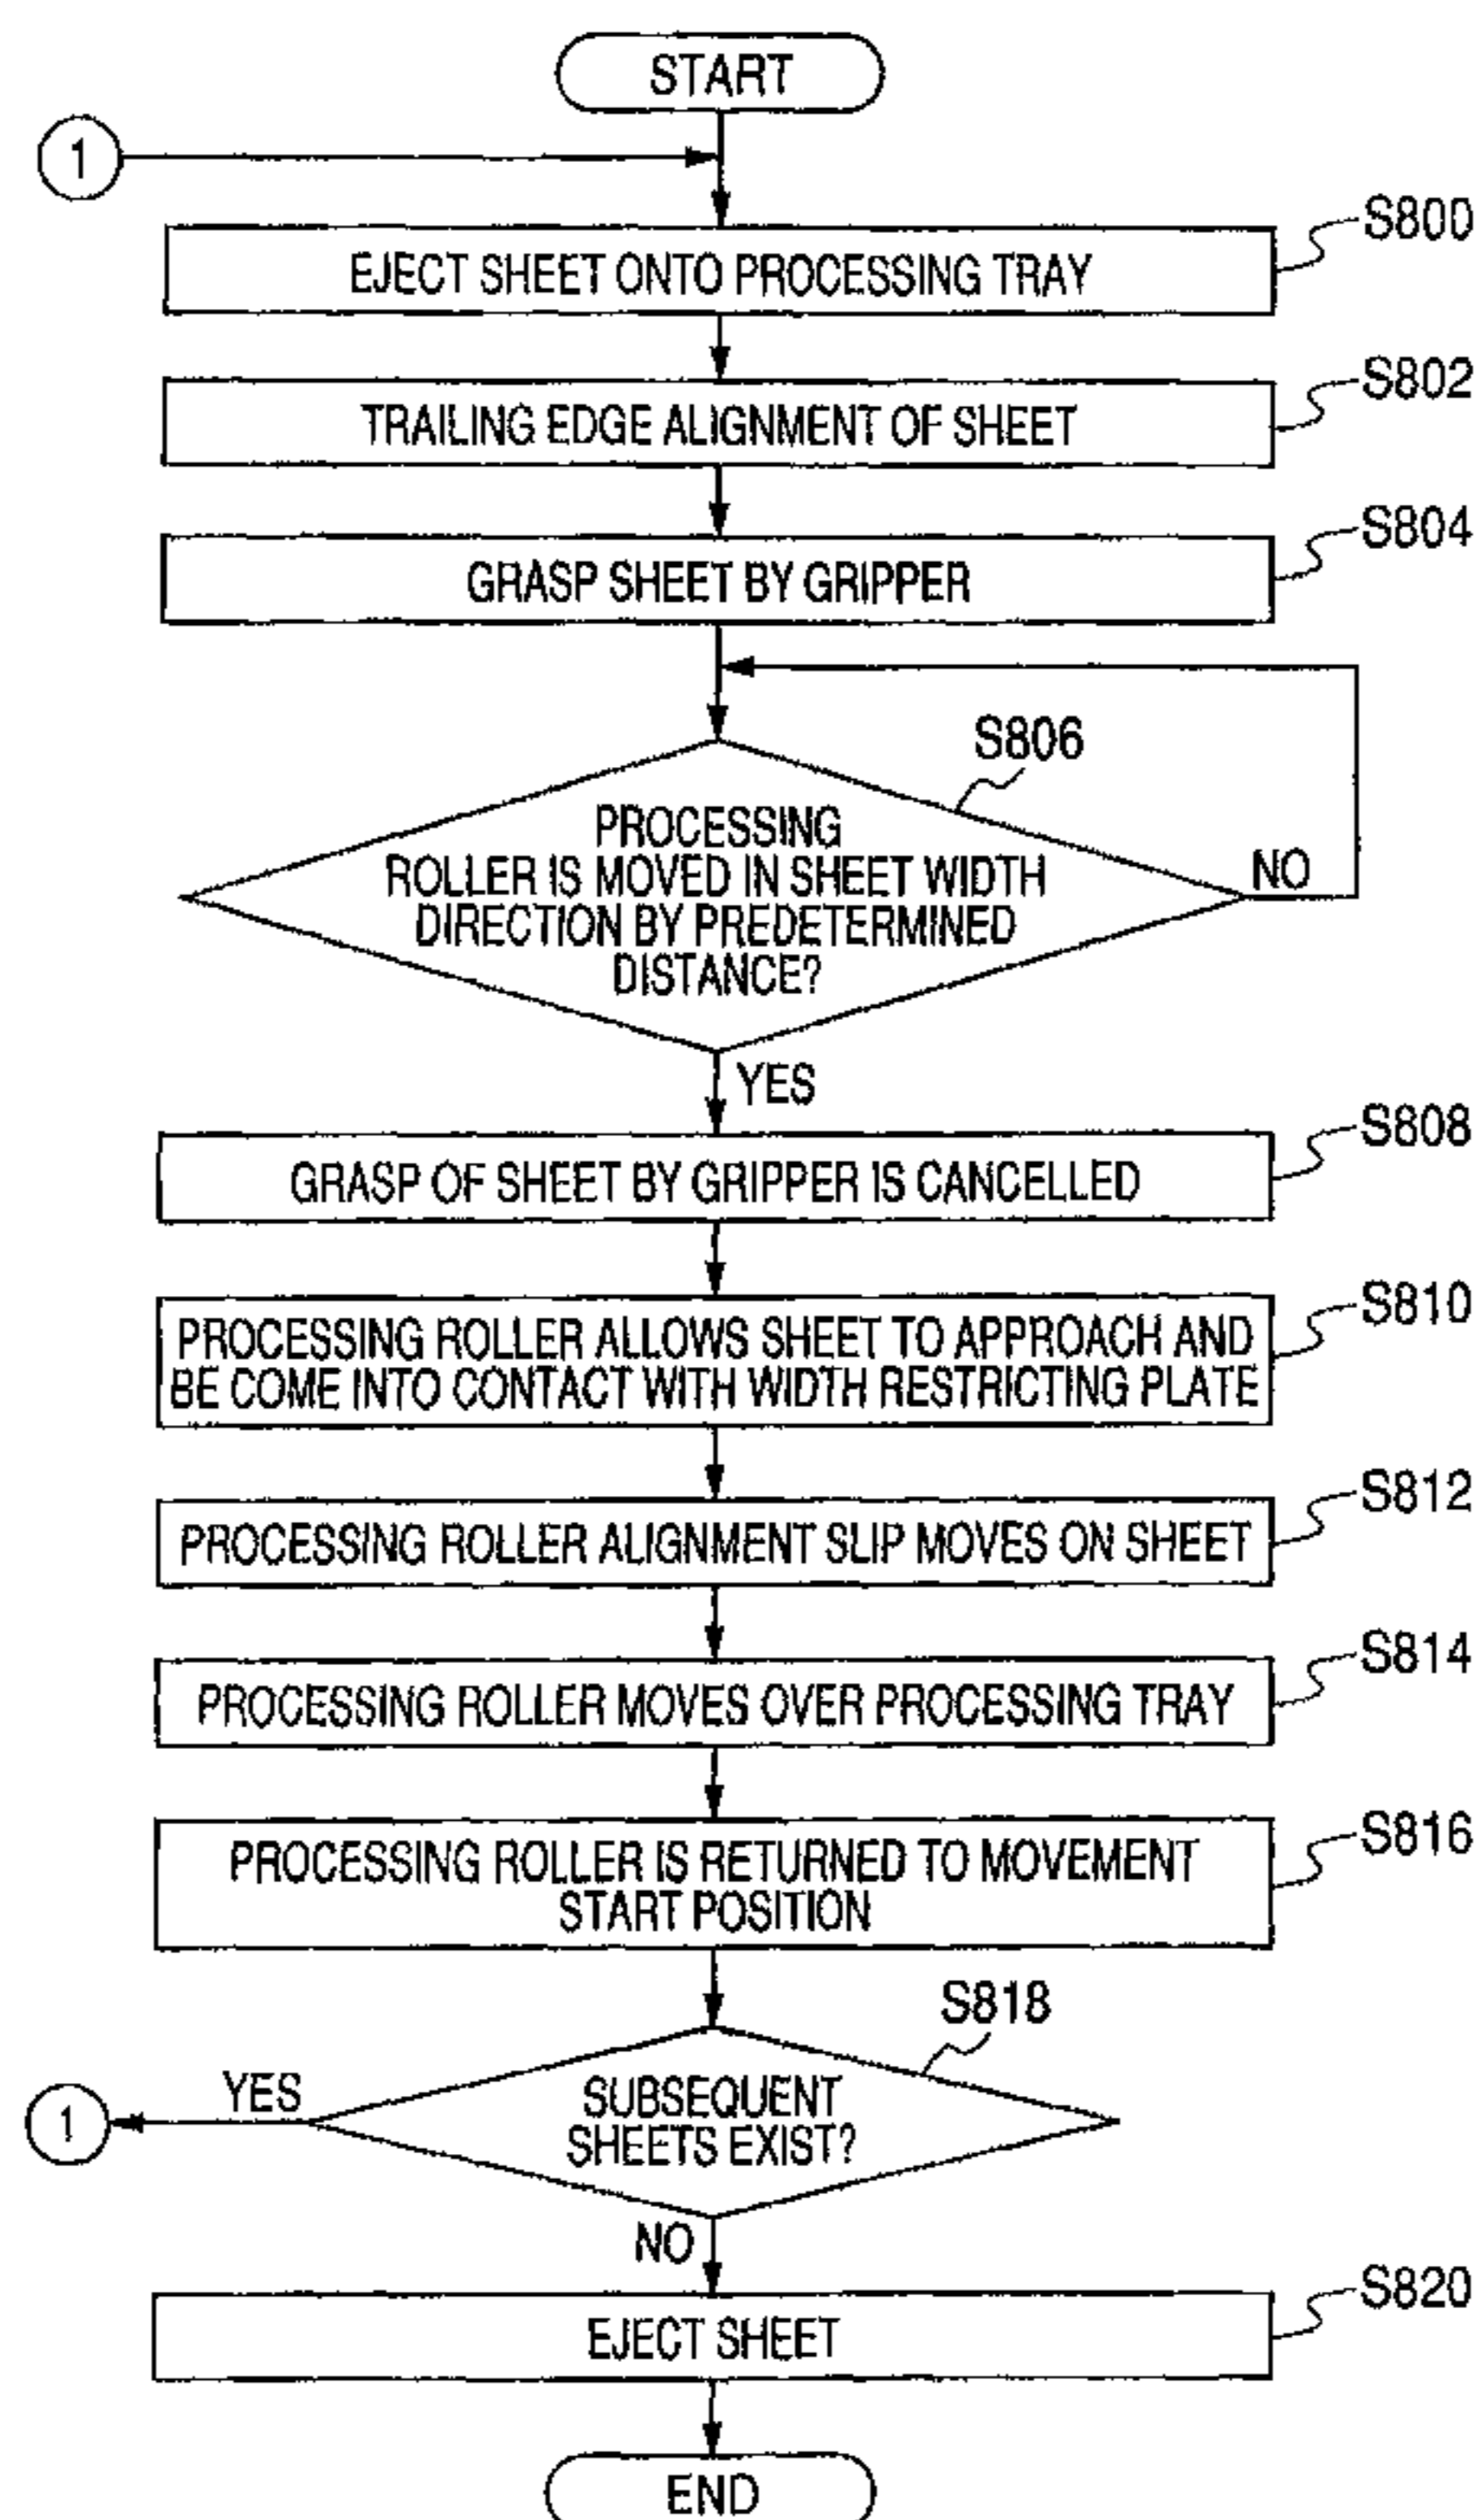 START
1
S800
EJECT SHEET ONTO PROCESSING TRAY
S802
TRAILING EDGE ALIGNMENT OF SHEET
S804
GRASP SHEET BY GRIPPER
S806
PROCESSING
ROLLER IS MOVED IN SHEET WIDTH
DIRECTION BY PREDETERMINED
DISTANCE?
NO
YES
S808
GRASP OF SHEET BY GRIPPER IS CANCELLED
S810
PROCESSING ROLLER ALLOWS SHEET TO APPROACH AND
BE COME INTO CONTACT WITH WIDTH RESTRICTING PLATE
S812
PROCESSING ROLLER ALIGNMENT SLIP MOVES ON SHEET
S814
PROCESSING ROLLER MOVES OVER PROCESSING TRAY
S816
PROCESSING ROLLER IS RETURNED TO MOVEMENT
START POSITION
S818
SUBSEQUENT
SHEETS EXIST?
YES
1
NO
S820
EJECT SHEET
END